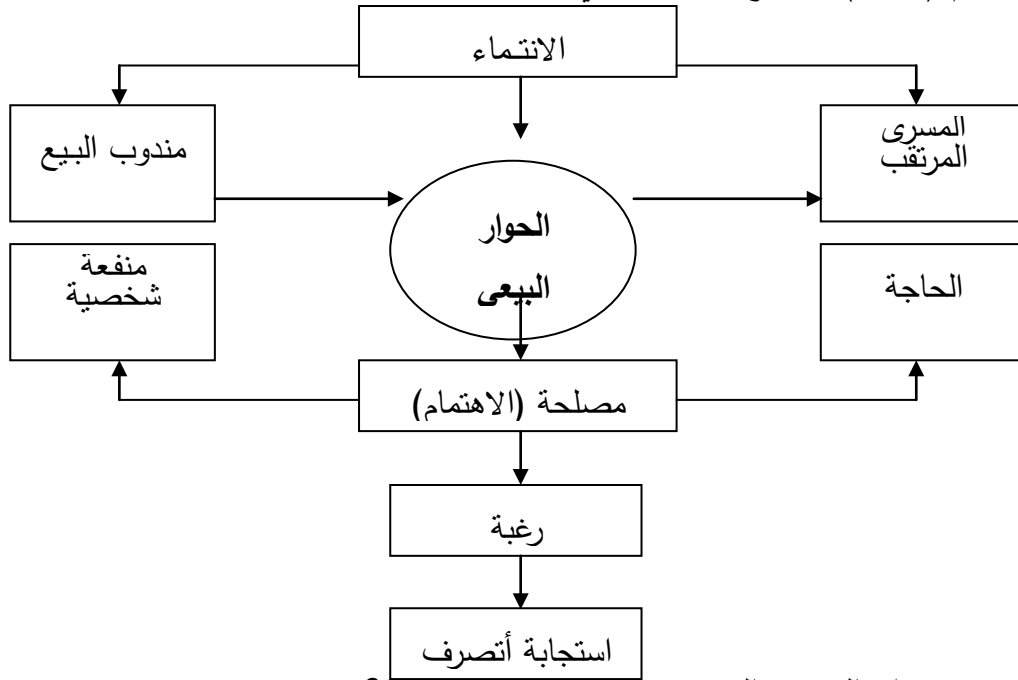 الانتماء
المسرى
المرتقب
مندوب البيع
الحوار
البيعى
الحاجة
منفعة
شخصية
مصلحة (الاهتمام)
رغبة
استجابة أتصرف